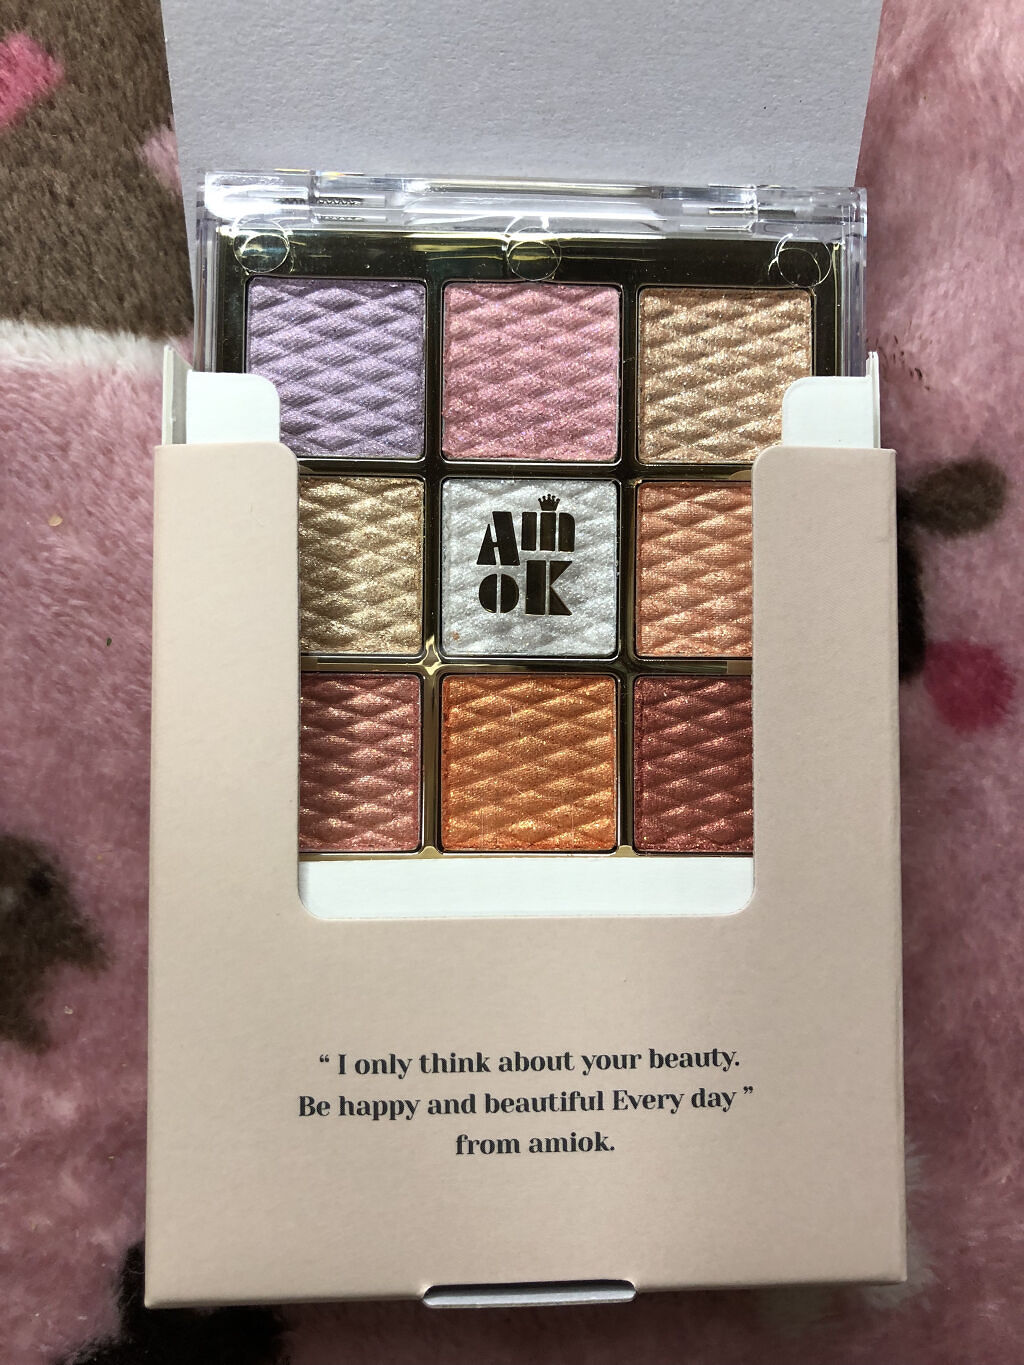 Am
OK
“ I only think about your beauty.
Be happy and beautiful Every day ”
from amiok.